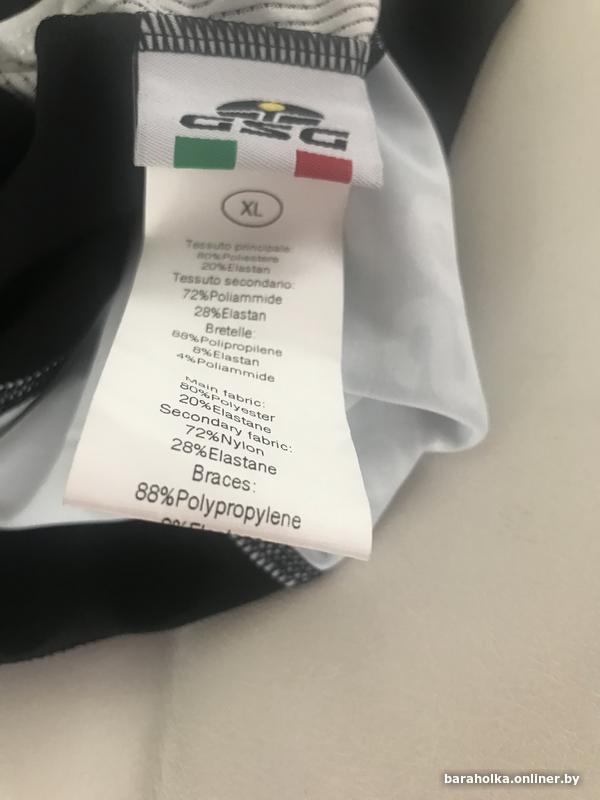 GSG
XL
Tessuto principale:
80%Poliestere
20%Elastan
Tessuto secondario:
72%Poliammide
28%Elastan
Bretelle:
88%Polipropilene
8%Elastan
4%Poliammide
Main fabric:
80%Polyester
20%Elastane
Secondary fabric:
72%Nylon
28%Elastane
Braces:
88%Polypropylene
baraholka.onliner.by